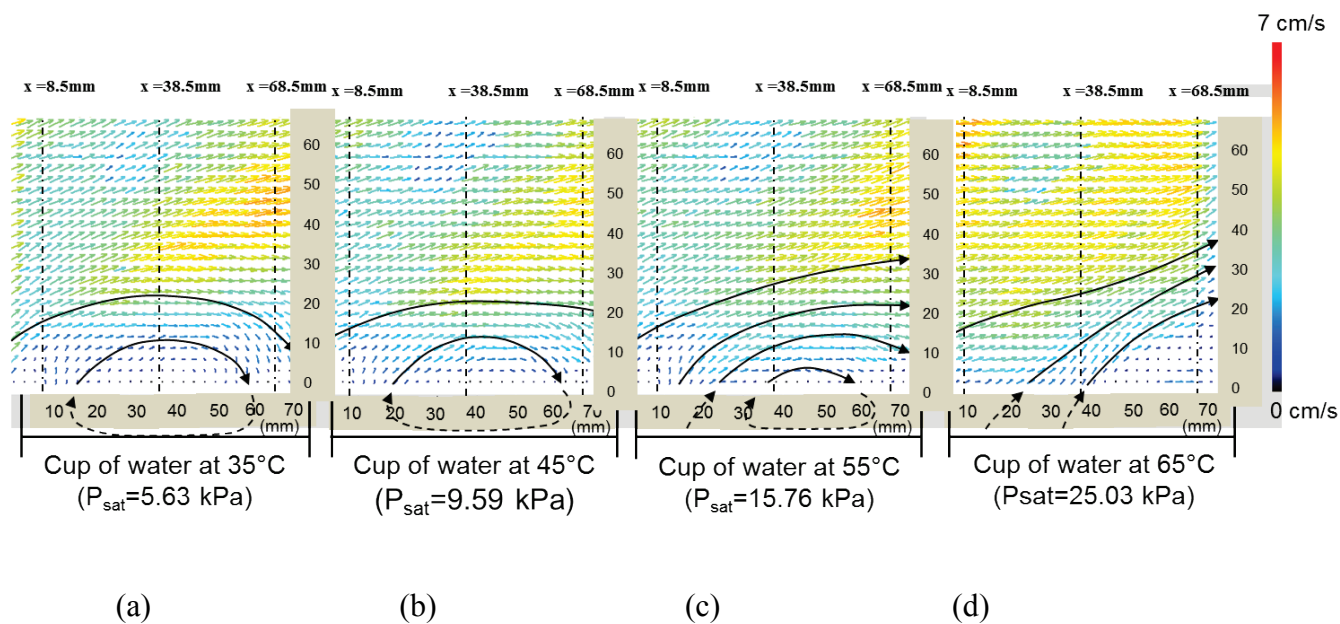 7 cm/s
x =8.5mm x =38.5mm x =68.5mm x =8.5mm x =38.5mm x =68.5mm x =8.5mm x =38.5mm x =68.5mm x =8.5mm x =38.5mm x =68.5mm
60 60 60 60
50 50 50 50
40 40 40 40
30 30 30 30
20 20 20 20
10 10 10 10
0 0 0 0
0 cm/s
10 20 30 40 50 60 70 10 20 30 40 50 60 70 10 20 30 40 50 60 70 10 20 30 40 50 60 70
(mm) (mm) (mm) (mm)
Cup of water at 35°C Cup of water at 45°C Cup of water at 55°C Cup of water at 65°C
(Psat=5.63 kPa) (Psat=9.59 kPa) (Psat=15.76 kPa) (Psat=25.03 kPa)
(a) (b) (c) (d)